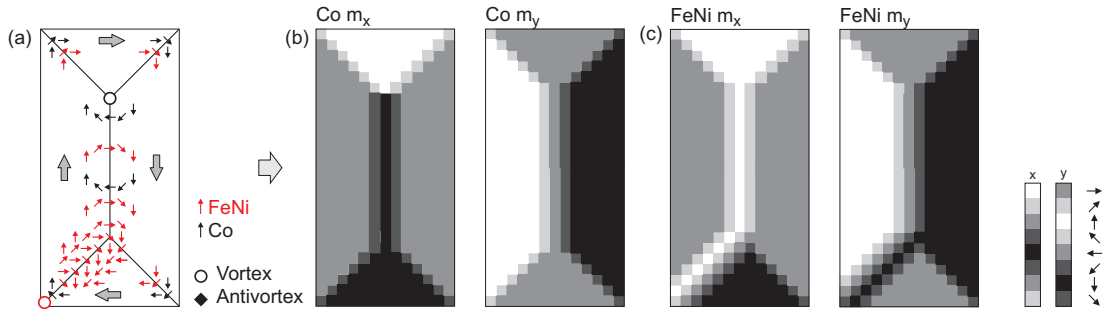 (a)
FeNi
Co
Vortex
Antivortex
(b)
Co mx
Co my
(c)
FeNi mx
FeNi my
x y